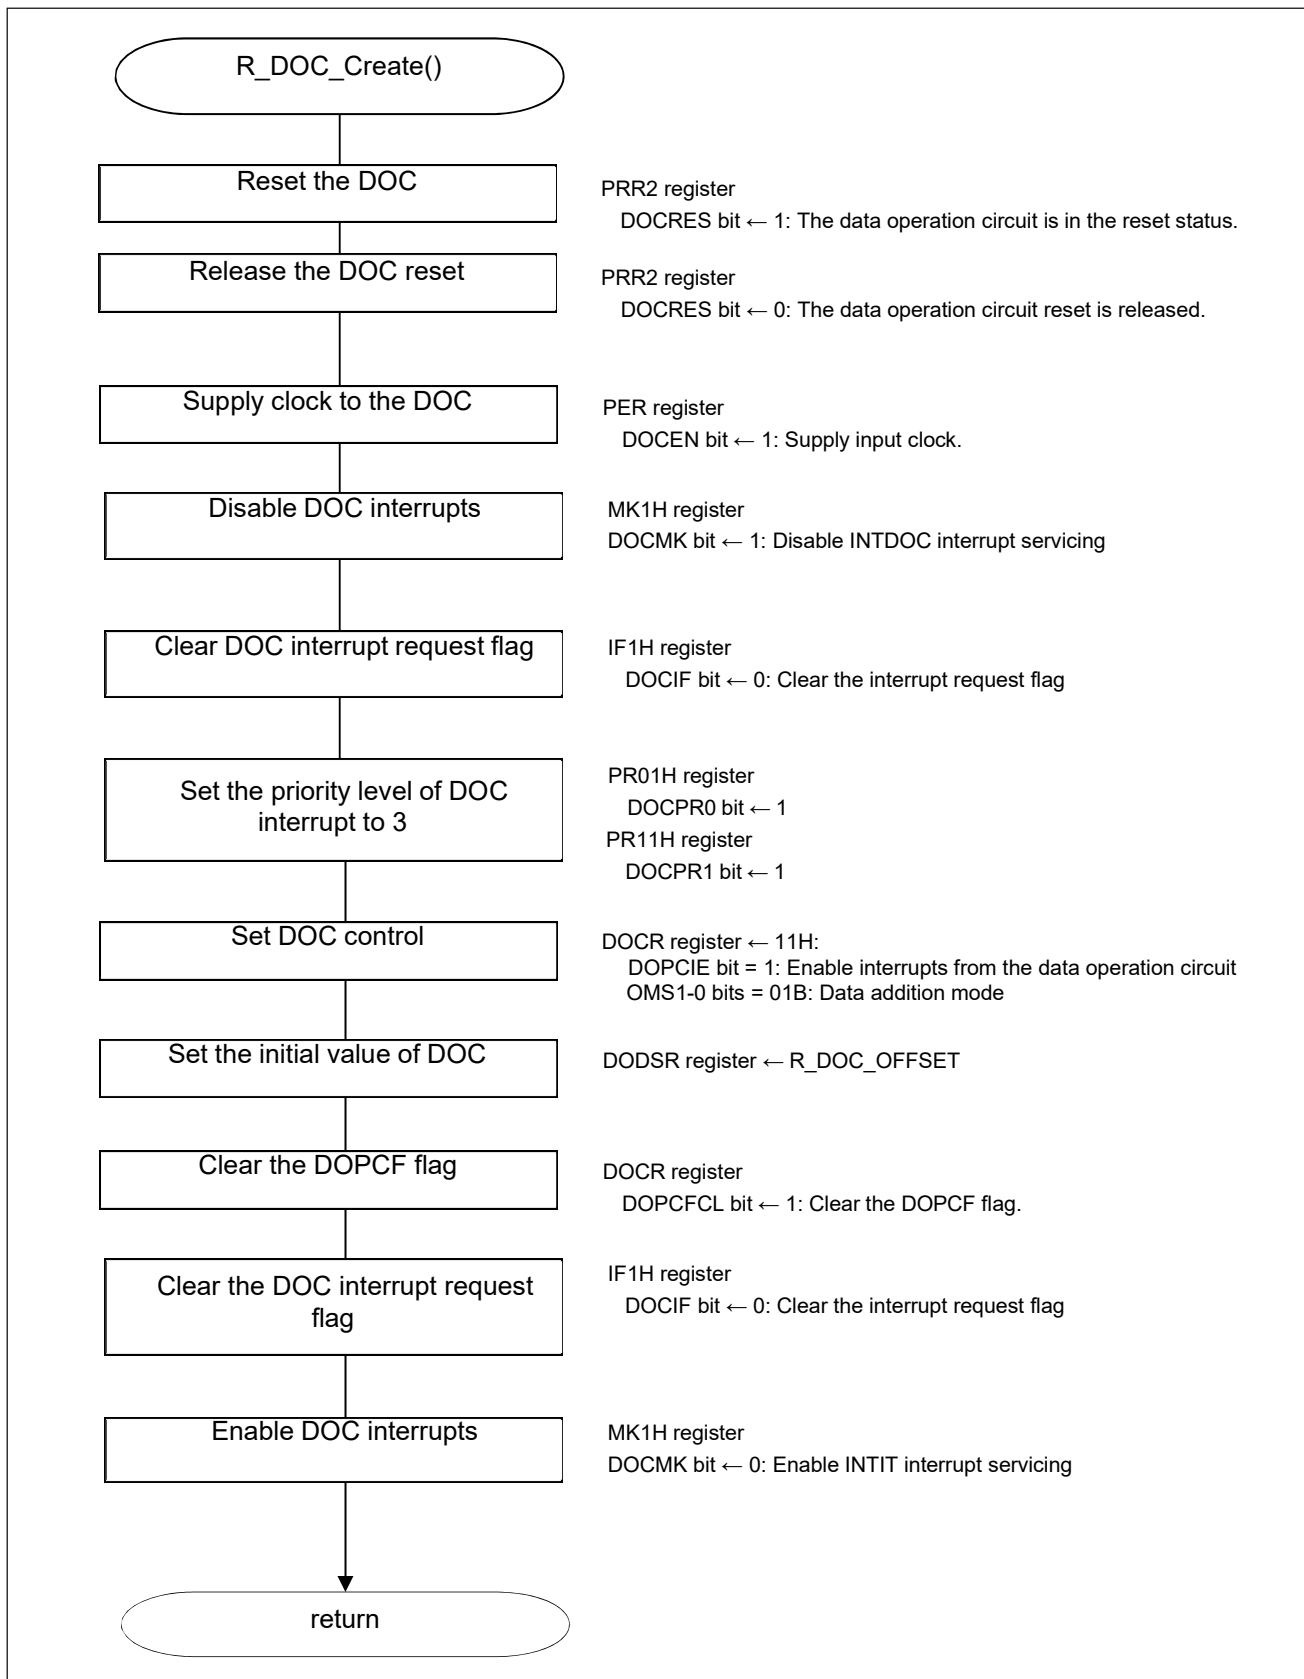 R_DOC_Create()
Reset the DOC
PRR2 register
DOCRES bit ← 1: The data operation circuit is in the reset status.
Release the DOC reset
PRR2 register
DOCRES bit ← 0: The data operation circuit reset is released.
Supply clock to the DOC
PER register
DOCEN bit ← 1: Supply input clock.
Disable DOC interrupts
MK1H register
DOCMK bit ← 1: Disable INTDOC interrupt servicing
Clear DOC interrupt request flag
IF1H register
DOCIF bit ← 0: Clear the interrupt request flag
Set the priority level of DOC
interrupt to 3
PR01H register
DOCPR0 bit ← 1
PR11H register
DOCPR1 bit ← 1
Set DOC control
DOCR register ← 11H:
DOPCIE bit = 1: Enable interrupts from the data operation circuit
OMS1-0 bits = 01B: Data addition mode
Set the initial value of DOC
DODSR register ← R_DOC_OFFSET
Clear the DOPCF flag
DOCR register
DOPCFCL bit ← 1: Clear the DOPCF flag.
Clear the DOC interrupt request
flag
IF1H register
DOCIF bit ← 0: Clear the interrupt request flag
Enable DOC interrupts
MK1H register
DOCMK bit ← 0: Enable INTIT interrupt servicing
return